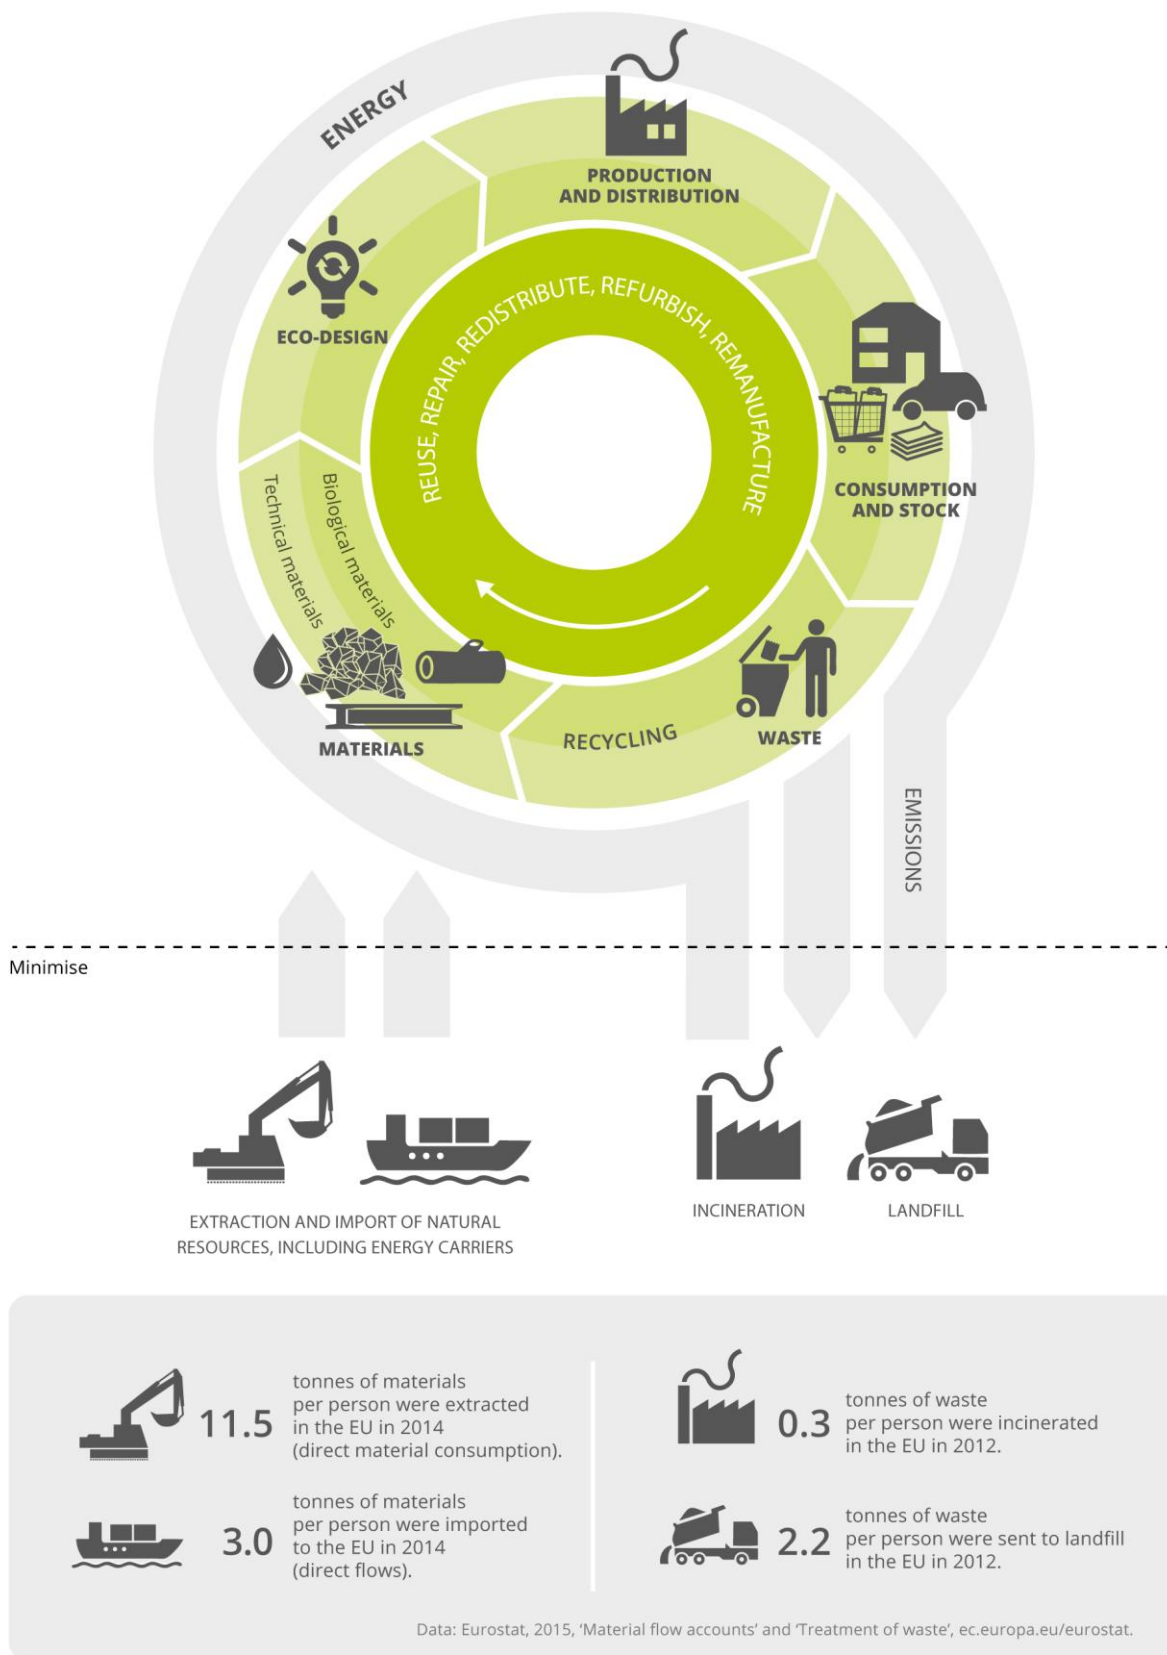 ENERGY
PRODUCTION
AND DISTRIBUTION
ECO-DESIGN
REUSE, REPAIR, REDISTRIBUTE, REFURBISH, REMANUFACTURE
CONSUMPTION
AND STOCK
Technical materials
Biological materials
MATERIALS
RECYCLING
WASTE
EMISSIONS
Minimise
EXTRACTION AND IMPORT OF NATURAL
RESOURCES, INCLUDING ENERGY CARRIERS
INCINERATION
LANDFILL
11.5
tonnes of materials
per person were extracted
in the EU in 2014
(direct material consumption).
3.0
tonnes of materials
per person were imported
to the EU in 2014
(direct flows).
0.3
tonnes of waste
per person were incinerated
in the EU in 2012.
2.2
tonnes of waste
per person were sent to landfill
in the EU in 2012.
Data: Eurostat, 2015, ‘Material flow accounts’ and ‘Treatment of waste’, ec.europa.eu/eurostat.